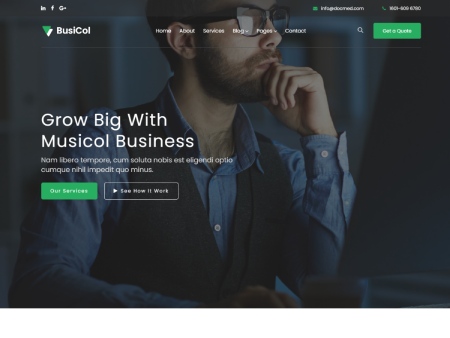 in f G+ info@docmed.com 1601-609 6780
BusiCol Home About Services Blog Pages Contact Get a Quote
Grow Big With
Musicol Business
Nam libero tempore, cum soluta nobis est eligendi optio
cumque nihil impedit quo minus.
Our Services See How It Work